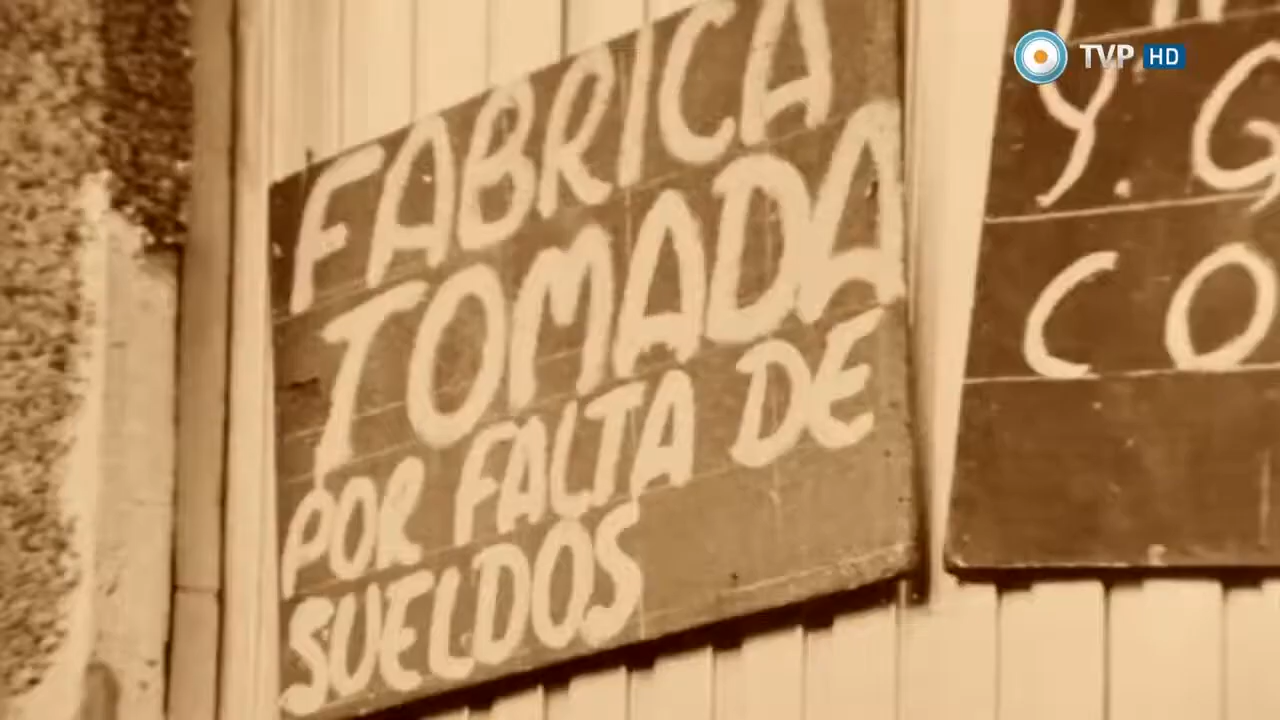 FABRICA
TOMADA
POR FALTA DE
SUELDOS
Y. G
CO
TVP HD